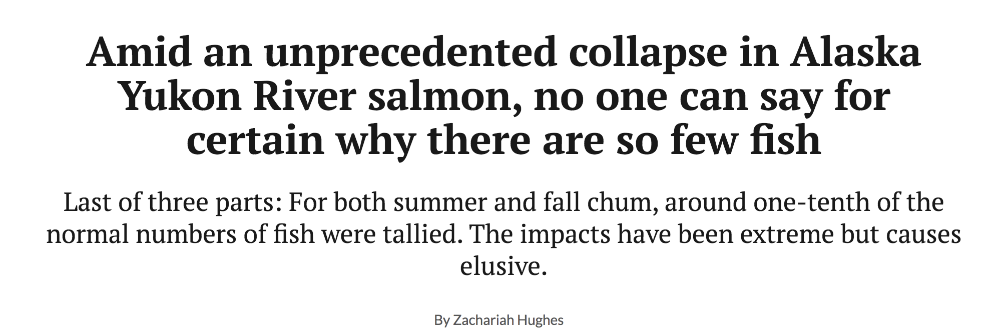 Amid an unprecedented collapse in Alaska
Yukon River salmon, no one can say for
certain why there are so few fish
Last of three parts: For both summer and fall chum, around one-tenth of the
normal numbers of fish were tallied. The impacts have been extreme but causes
elusive.
By Zachariah Hughes